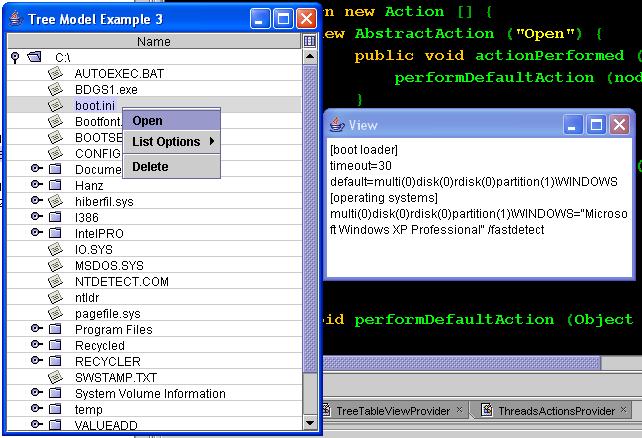 Tree Model Example 3
Name
C:\
AUTOEXEC.BAT
BDGS1.exe
boot.ini
Bootfont.
BOOTSE
CONFIG
Docume
Hanz
hiberfil.sys
I386
IntelPRO
IO.SYS
MSDOS.SYS
NTDETECT.COM
ntldr
pagefile.sys
Program Files
Recycled
RECYCLER
SWSTAMP.TXT
System Volume Information
temp
VALUEADD
Open
List Options
Delete
n new Action [] {
ew AbstractAction ("Open") {
public void actionPerformed (
performDefaultAction (nod
}
View
[boot loader]
timeout=30
default=multi(0)disk(0)rdisk(0)partition(1)\WINDOWS
[operating systems]
multi(0)disk(0)rdisk(0)partition(1)\WINDOWS="Microso
ft Windows XP Professional" /fastdetect
(
id performDefaultAction (Object
TreeTableViewProvider
ThreadsActionsProvider